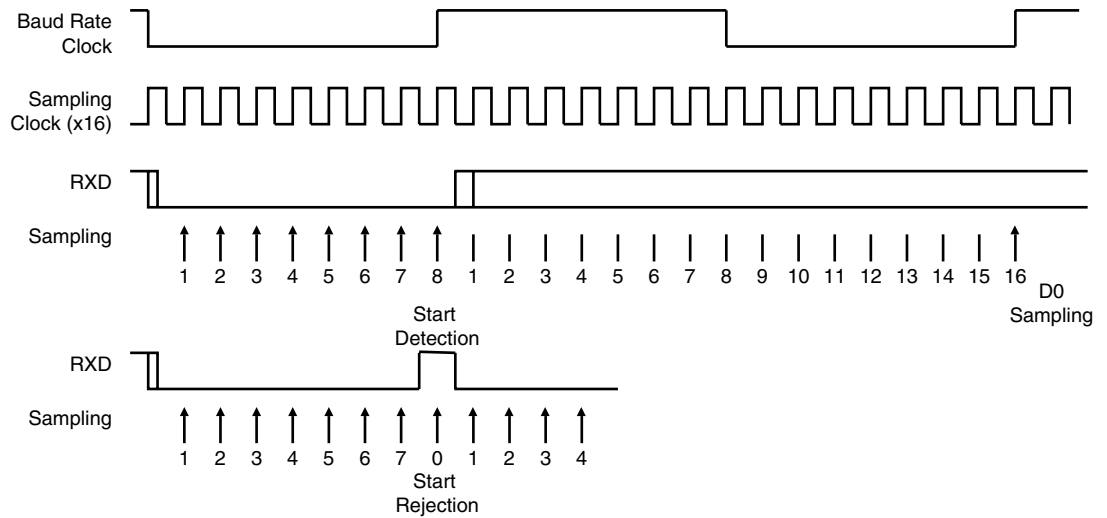 Baud Rate
Clock
Sampling
Clock (x16)
RXD
Sampling
1 2 3 4 5 6 7 8 1 2 3 4 5 6 7 8 9 10 11 12 13 14 15 16
D0
Sampling
Start
Detection
RXD
Sampling
1 2 3 4 5 6 7 0 1 2 3 4
Start
Rejection